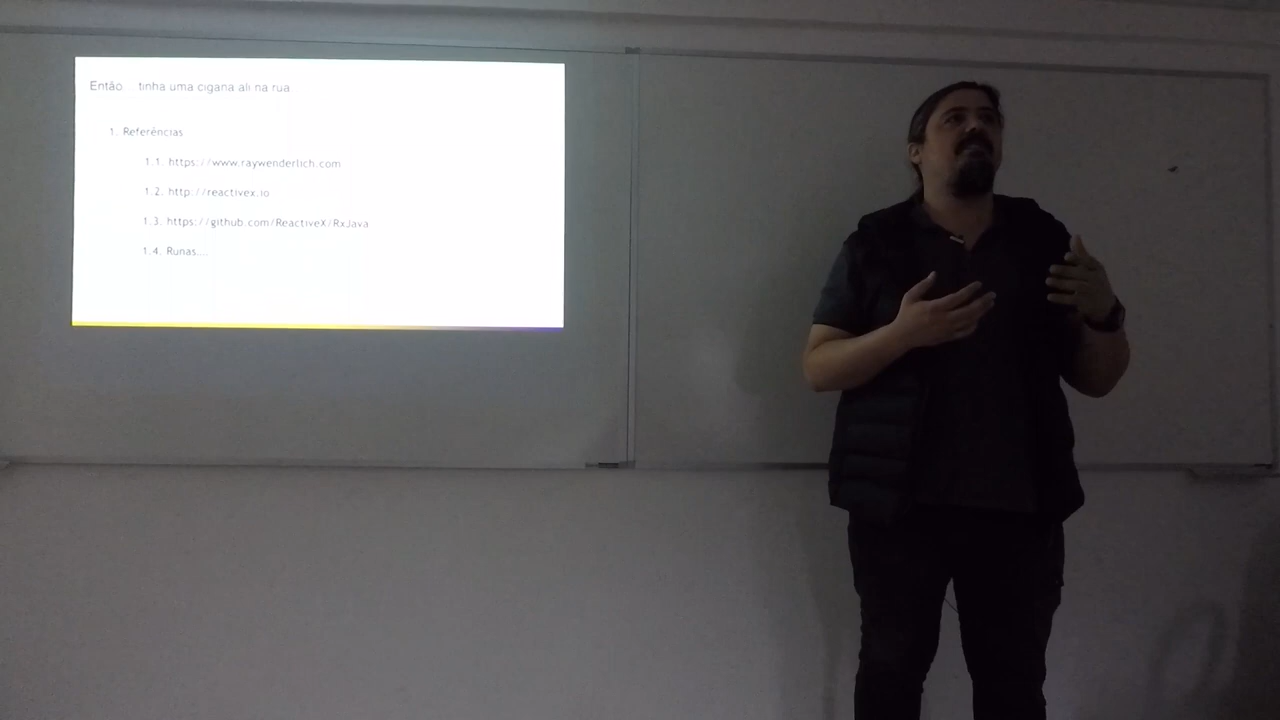 Então... tinha uma cigana ali na rua...
1. Referências
1.1. https://www.raywenderlich.com
1.2. http://reactivex.io
1.3. https://github.com/ReactiveX/RxJava
1.4. Runas....